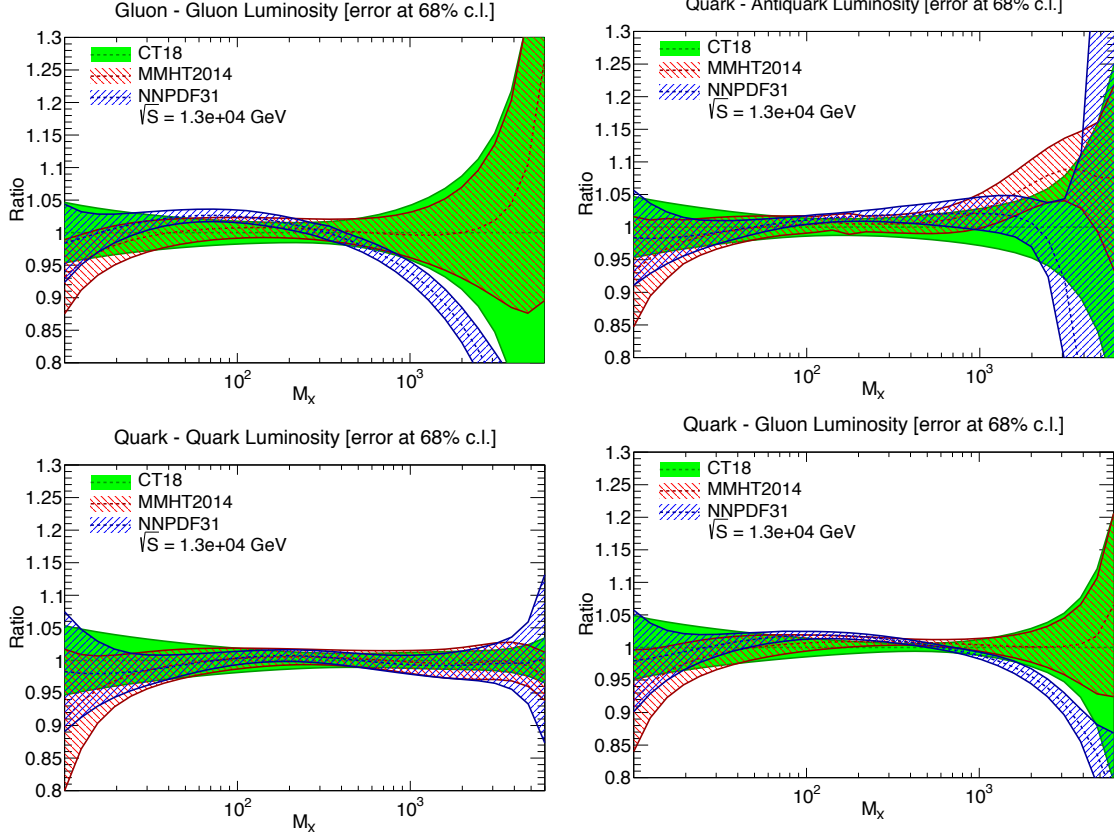 Gluon - Gluon Luminosity [error at 68% c.l.]
1.3
1.25
1.2
1.15
1.1
1.05
1
0.95
0.9
0.85
0.8
Ratio
CT18
MMHT2014
NNPDF31
√S = 1.3e+04 GeV
10²
10³
M_X
Quark - Antiquark Luminosity [error at 68% c.l.]
1.3
1.25
1.2
1.15
1.1
1.05
1
0.95
0.9
0.85
0.8
Ratio
CT18
MMHT2014
NNPDF31
√S = 1.3e+04 GeV
10²
10³
M_X
Quark - Quark Luminosity [error at 68% c.l.]
1.3
1.25
1.2
1.15
1.1
1.05
1
0.95
0.9
0.85
0.8
Ratio
CT18
MMHT2014
NNPDF31
√S = 1.3e+04 GeV
10²
10³
M_X
Quark - Gluon Luminosity [error at 68% c.l.]
1.3
1.25
1.2
1.15
1.1
1.05
1
0.95
0.9
0.85
0.8
Ratio
CT18
MMHT2014
NNPDF31
√S = 1.3e+04 GeV
10²
10³
M_X